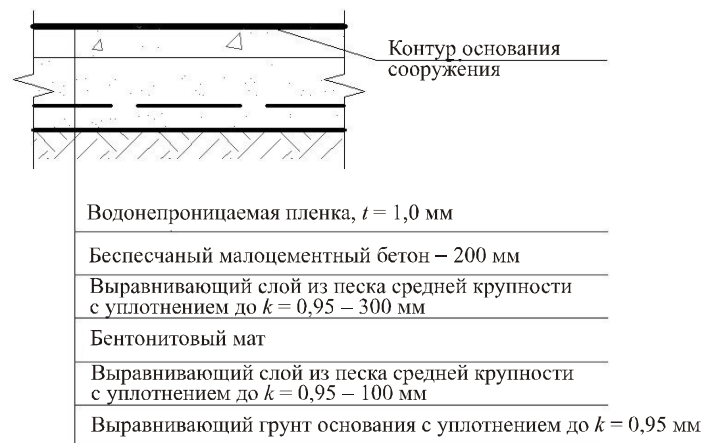 Контур основания
сооружения
Водонепроницаемая пленка, t = 1,0 мм
Беспесчаный малоцементный бетон – 200 мм
Выравнивающий слой из песка средней крупности
с уплотнением до k = 0,95 – 300 мм
Бентонитовый мат
Выравнивающий слой из песка средней крупности
с уплотнением до k = 0,95 – 100 мм
Выравнивающий грунт основания с уплотнением до k = 0,95 мм